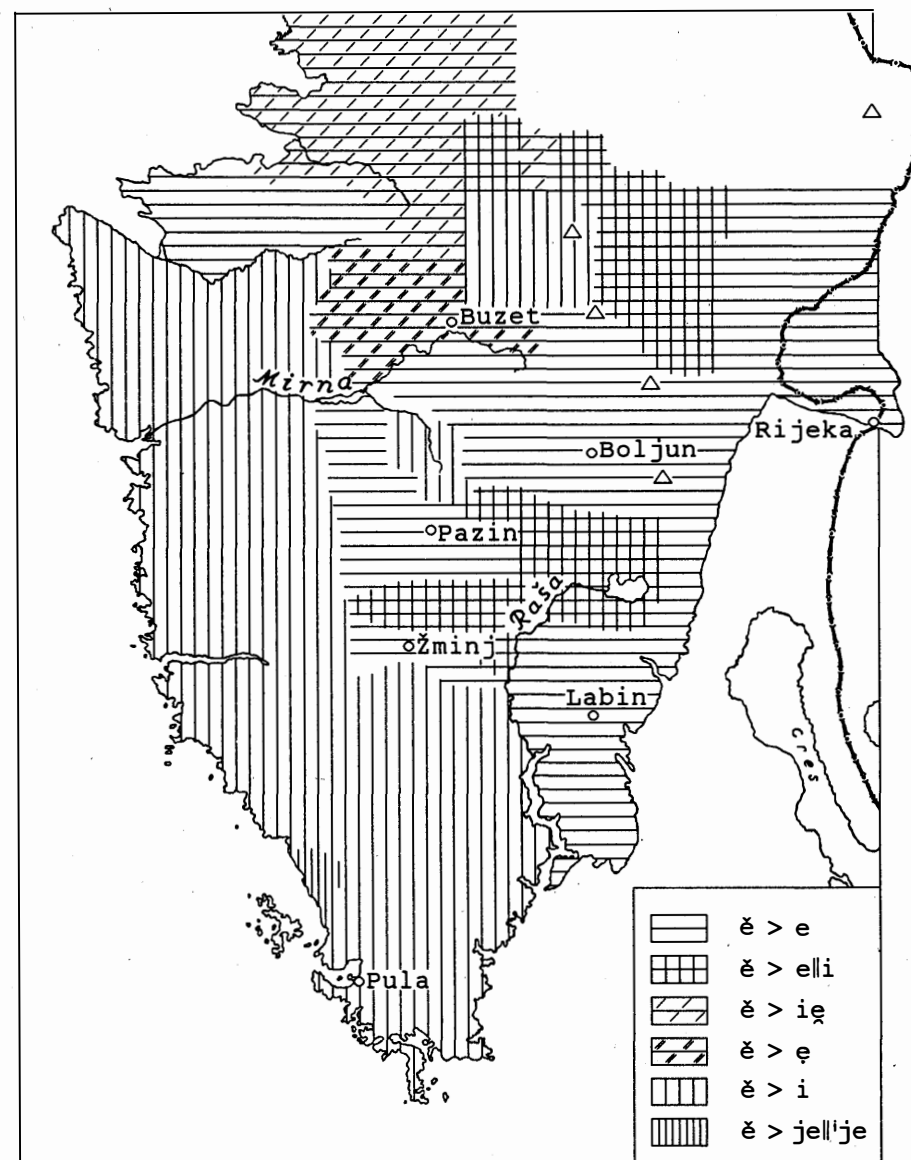 Buzet
Mirna
Rijeka
Boljun
Pazin
Raša
Žminj
Labin
Cres
Pula
ě > e
ě > e‖i
ě > ie̯
ě > ẹ
ě > i
ě > je‖ⁱje